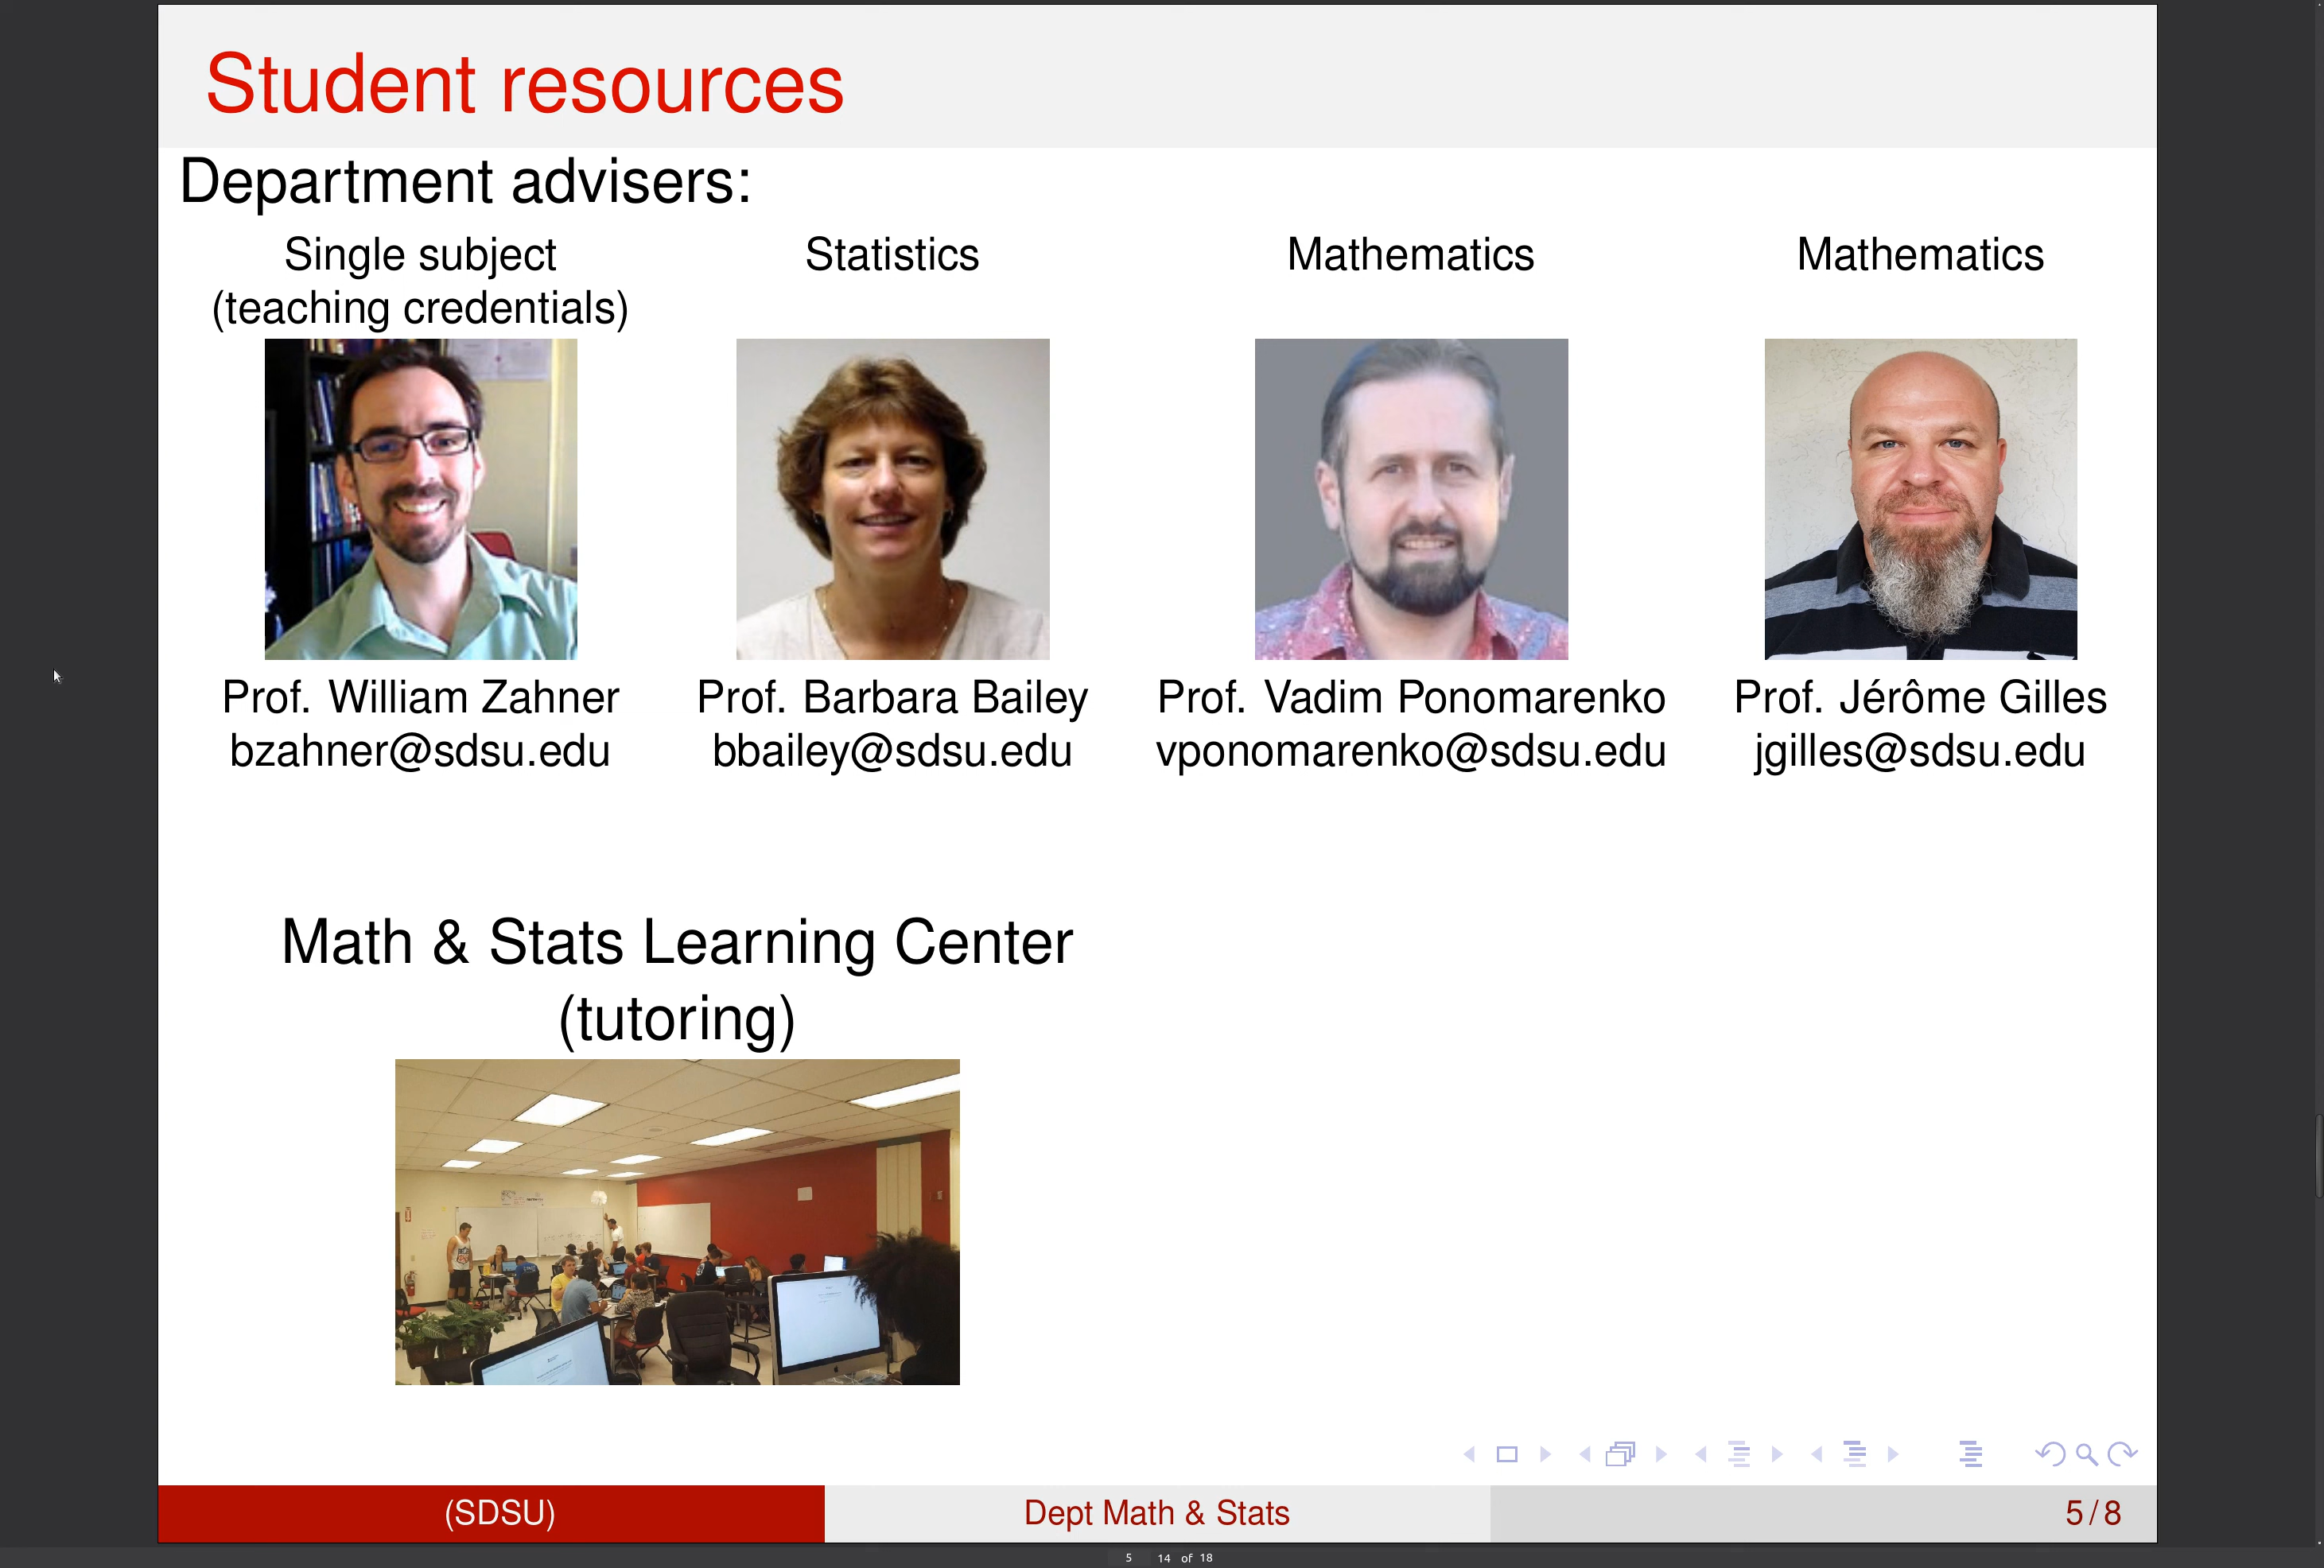 Student resources
Department advisers:
Single subject
(teaching credentials)
Statistics
Mathematics
Mathematics
Prof. William Zahner
bzahner@sdsu.edu
Prof. Barbara Bailey
bbailey@sdsu.edu
Prof. Vadim Ponomarenko
vponomarenko@sdsu.edu
Prof. Jérôme Gilles
jgilles@sdsu.edu
Math & Stats Learning Center
(tutoring)
(SDSU)
Dept Math & Stats
5 / 8
5 14 of 18